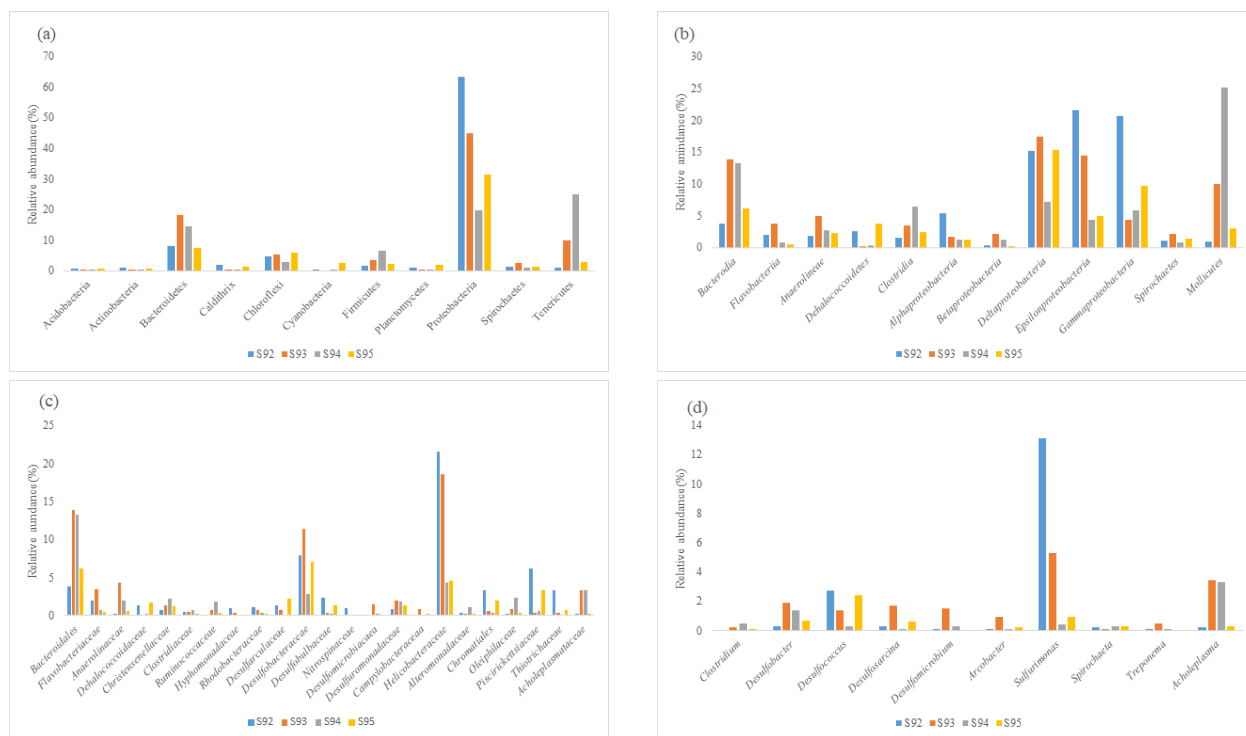 (a)
Relative abundance (%)
70
60
50
40
30
20
10
0
Acidobacteria
Actinobacteria
Bacteroidetes
Caldithrix
Chloroflexi
Cyanobacteria
Firmicutes
Planctomycetes
Proteobacteria
Spirochaetes
Tenericutes
S92 S93 S94 S95
(b)
Relative anindance (%)
30
25
20
15
10
5
0
Bacterodia
Flavobacteriia
Anaerolineae
Dehalococcoidetes
Clostridia
Alphaproteobacteria
Betaproteobacteria
Deltaproteobacteria
Epsilonproteobacteria
Gammaproteobacteria
Spirochaetes
Mollicutes
S92 S93 S94 S95
(c)
Relative aundance (%)
25
20
15
10
5
0
Bacteroidales
Flavobacteriaceae
Anaerolinaceae
Dehalococcoidaceae
Christensenellaceae
Clostridiaceae
Ruminococcaceae
Hyphomonadaceae
Rhodobacteraceae
Desulfarculaceae
Desulfobacteraceae
Desulfobulbaceae
Nitrospinaceae
Desulfomicrobiaceae
Desulfuromonadaceae
Campylobacteraceaa
Helicobacteraceae
Alteromonadaceae
Chromatiales
Oleiphilaceae
Piscirickettsiaceae
Thiotrichaceae
Acholeplasmataceae
S92 S93 S94 S95
(d)
Relative abundance (%)
14
12
10
8
6
4
2
0
Clostridium
Desulfobacter
Desulfococcus
Desulfosarcina
Desulfomicrobium
Arcobacter
Sulfurimonas
Spirochaeta
Treponema
Acholeplasma
S92 S93 S94 S95